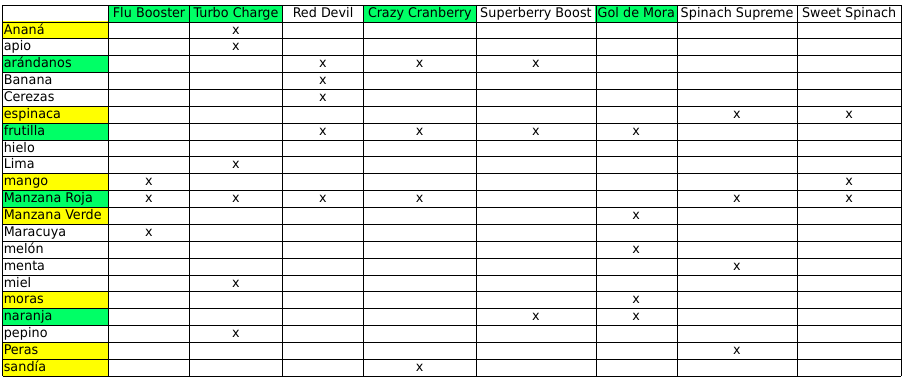 Flu Booster Turbo Charge Red Devil Crazy Cranberry Superberry Boost Gol de Mora Spinach Supreme Sweet Spinach
Ananá x
apio x
arándanos x x x
Banana x
Cerezas x
espinaca x x
frutilla x x x x
hielo
Lima x
mango x x
Manzana Roja x x x x x x
Manzana Verde x
Maracuya x
melón x
menta x
miel x
moras x
naranja x x
pepino x
Peras x
sandía x